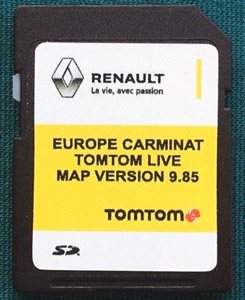 RENAULT
La vie, avec passion
EUROPE CARMINAT
TOMTOM LIVE
MAP VERSION 9.85
TOMTOM
SD